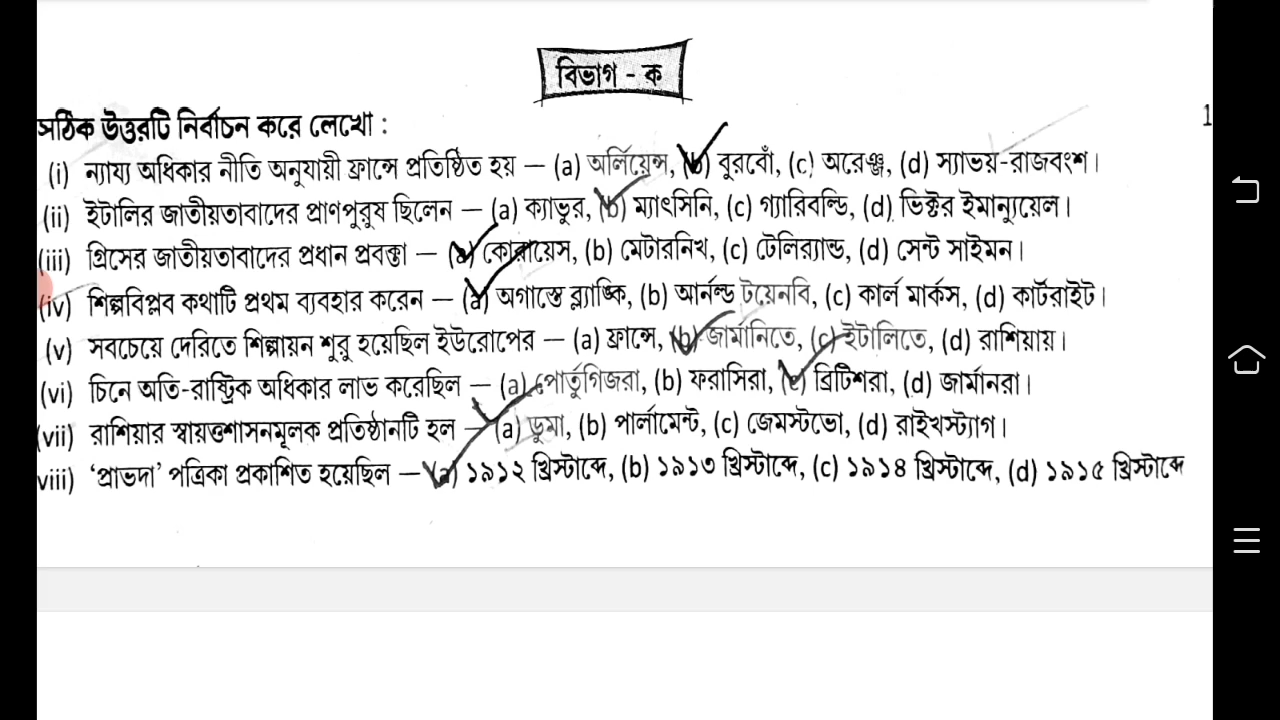 বিভাগ - ক
সঠিক উত্তরটি নির্বাচন করে লেখো :
1
(i) ন্যায্য অধিকার নীতি অনুযায়ী ফ্রান্সে প্রতিষ্ঠিত হয় — (a) অর্লিয়েন্স, (b) বুরবোঁ, (c) অরেঞ্জ, (d) স্যাভয়-রাজবংশ।
(ii) ইটালির জাতীয়তাবাদের প্রাণপুরুষ ছিলেন — (a) ক্যাভুর, (b) ম্যাৎসিনি, (c) গ্যারিবল্ডি, (d) ভিক্টর ইমানুয়েল।
(iii) গ্রিসের জাতীয়তাবাদের প্রধান প্রবক্তা — (a) কোরায়েস, (b) মেটারনিখ, (c) টেলির‍্যান্ড, (d) সেন্ট সাইমন।
(iv) শিল্পবিপ্লব কথাটি প্রথম ব্যবহার করেন — (a) অগাস্তে ব্ল্যাঙ্কি, (b) আর্নল্ড টয়েনবি, (c) কার্ল মার্কস, (d) কার্টরাইট।
(v) সবচেয়ে দেরিতে শিল্পায়ন শুরু হয়েছিল ইউরোপের — (a) ফ্রান্সে, (b) জার্মানিতে, (c) ইটালিতে, (d) রাশিয়ায়।
(vi) চিনে অতি-রাষ্ট্রিক অধিকার লাভ করেছিল — (a) পোর্তুগিজরা, (b) ফরাসিরা, (c) ব্রিটিশরা, (d) জার্মানরা।
(vii) রাশিয়ার স্বায়ত্তশাসনমূলক প্রতিষ্ঠানটি হল — (a) ডুমা, (b) পার্লামেন্ট, (c) জেমস্টভো, (d) রাইখস্ট্যাগ।
viii) ‘প্রাভদা’ পত্রিকা প্রকাশিত হয়েছিল — (a) ১৯১২ খ্রিস্টাব্দে, (b) ১৯১৩ খ্রিস্টাব্দে, (c) ১৯১৪ খ্রিস্টাব্দে, (d) ১৯১৫ খ্রিস্টাব্দে